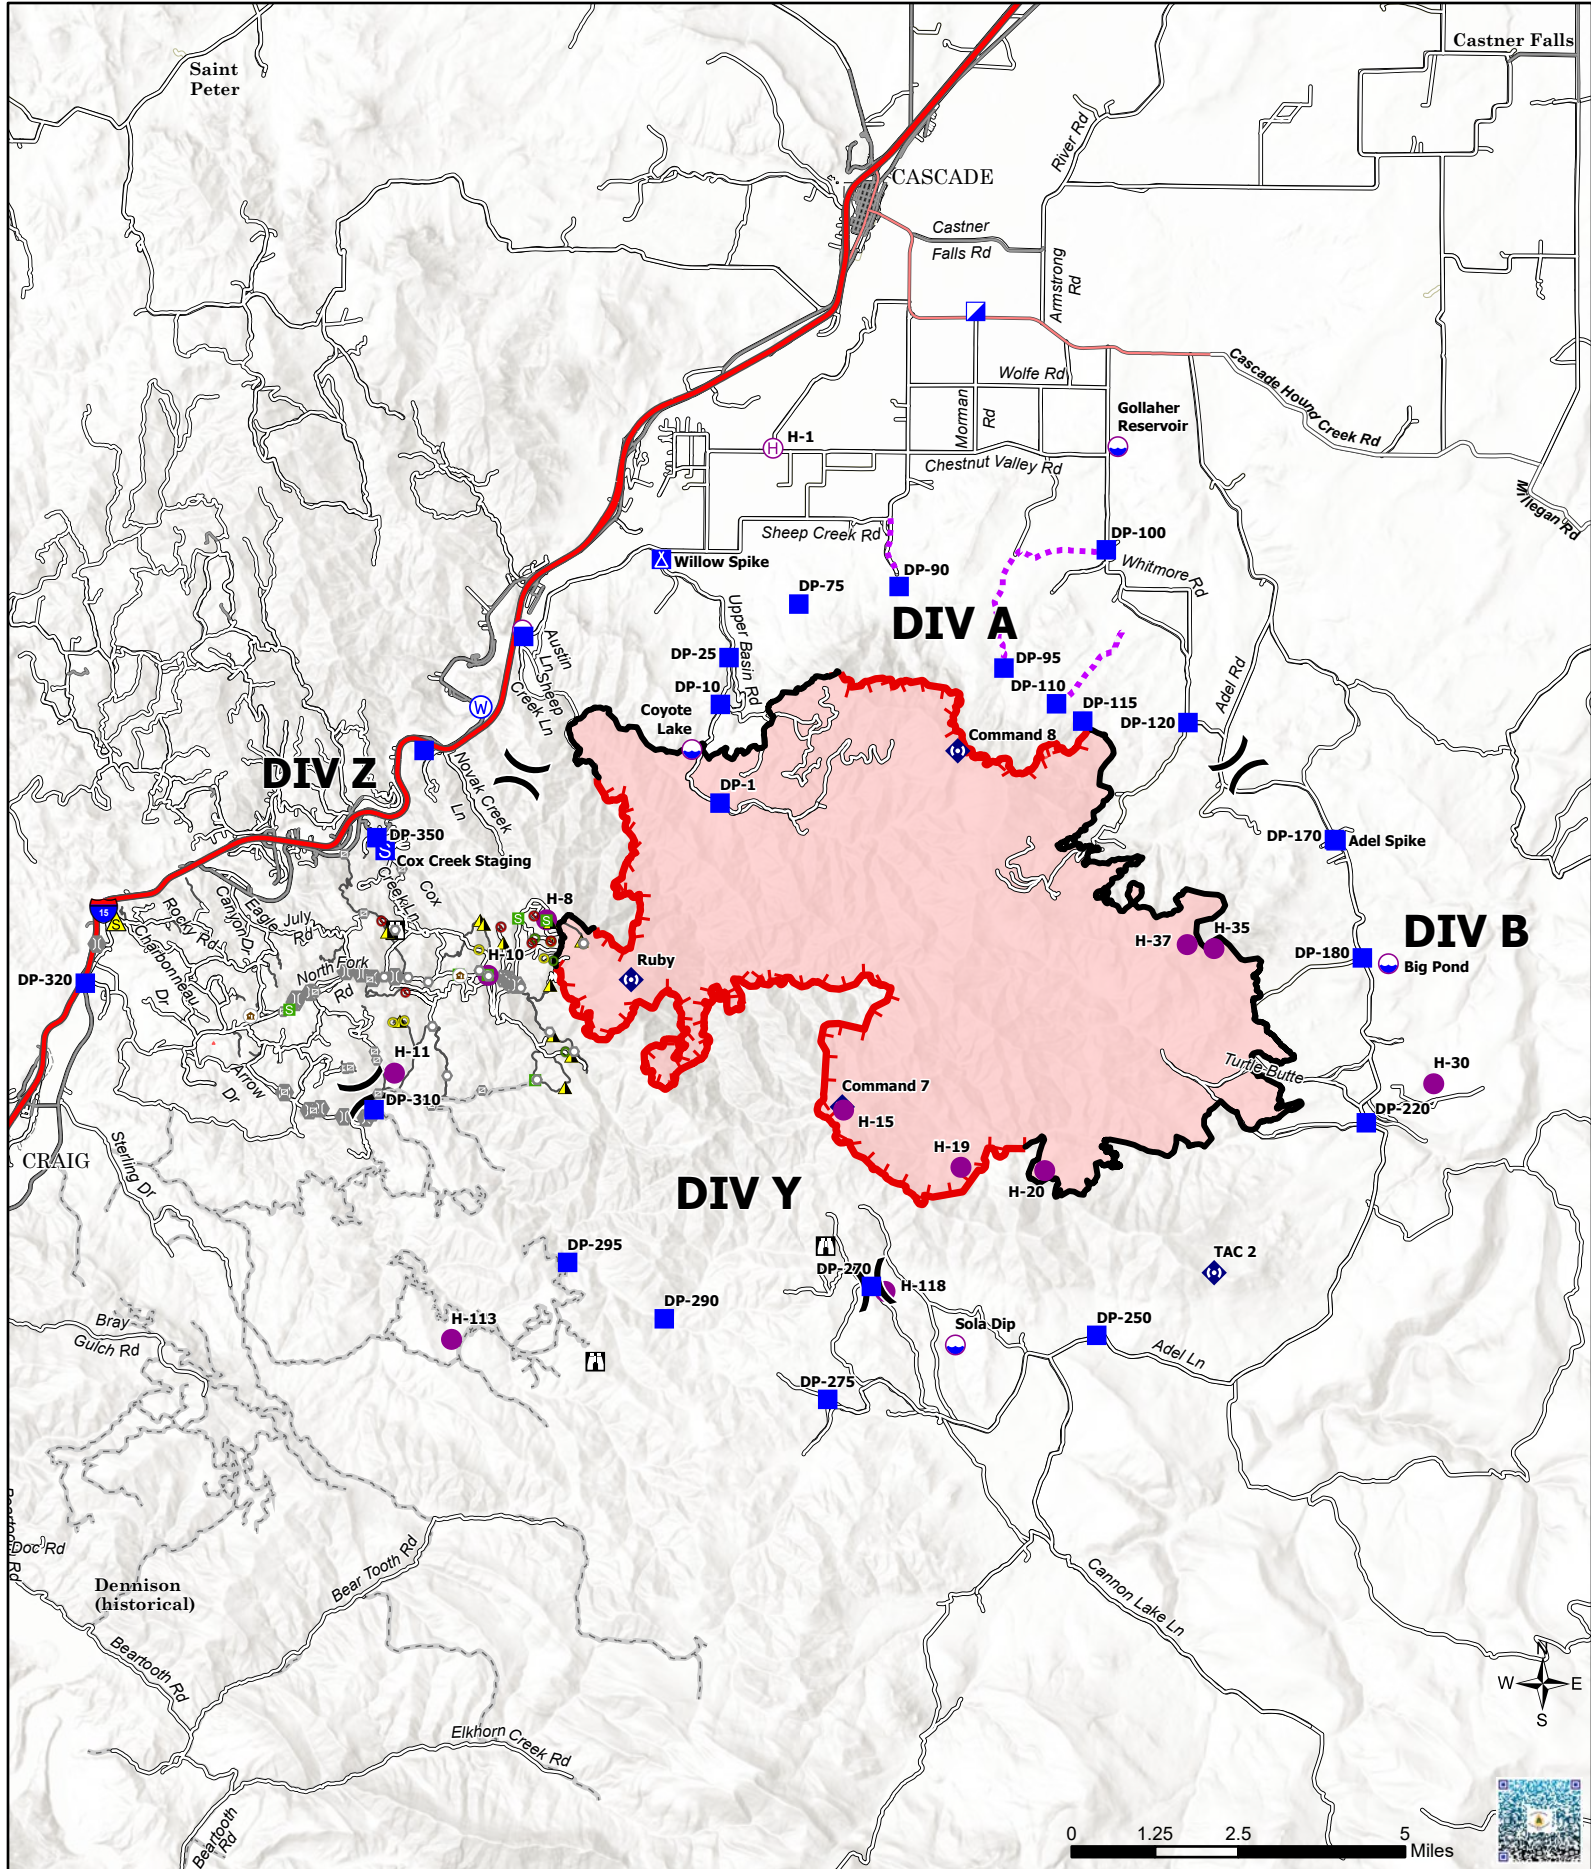 Castner Falls
Saint
Peter
River Rd
CASCADE
Castner
Falls Rd
Armstrong
Rd
Cascade Hound Creek Rd
Wolfe Rd
Morman
Rd
Gollaher
Reservoir
H-1
Chestnut Valley Rd
Millegan Rd
Sheep Creek Rd
DP-100
Willow Spike
Whitmore Rd
DP-90
DP-75
DIV A
Upper Basin Rd
Austin
Ln
Sheep
Creek Ln
DP-25
DP-95
Adel Rd
DP-10
DP-110
W
Coyote
Lake
DP-115
DP-120
Command 8
DIV Z
Novak Creek
Ln
DP-1
DP-350
S
Cox Creek Staging
DP-170
Adel Spike
Cox
Creek Ln
15
S
Rocky Rd
Canyon Dr
Eagle
July
Rd
H-8
S
S
DIV B
H-35
H-37
Charbonneau
Dr
North Fork
Rd
H-10
Ruby
DP-180
Big Pond
DP-320
S
H-11
Arrow
Dr
Turtle Butte
H-30
Command 7
DP-310
H-15
DP-220
Sterling Dr
CRAIG
H-19
H-20
DIV Y
DP-295
TAC 2
DP-270
H-118
DP-290
H-113
Bray
Gulch Rd
Sola Dip
DP-250
Adel Ln
DP-275
Doc Rd
Bear Tooth Rd
Dennison
(historical)
Cannon Lake Ln
Beartooth Rd
N
W
E
S
Elkhorn Creek Rd
Beartooth
Rd
0
1.25
2.5
5
Miles